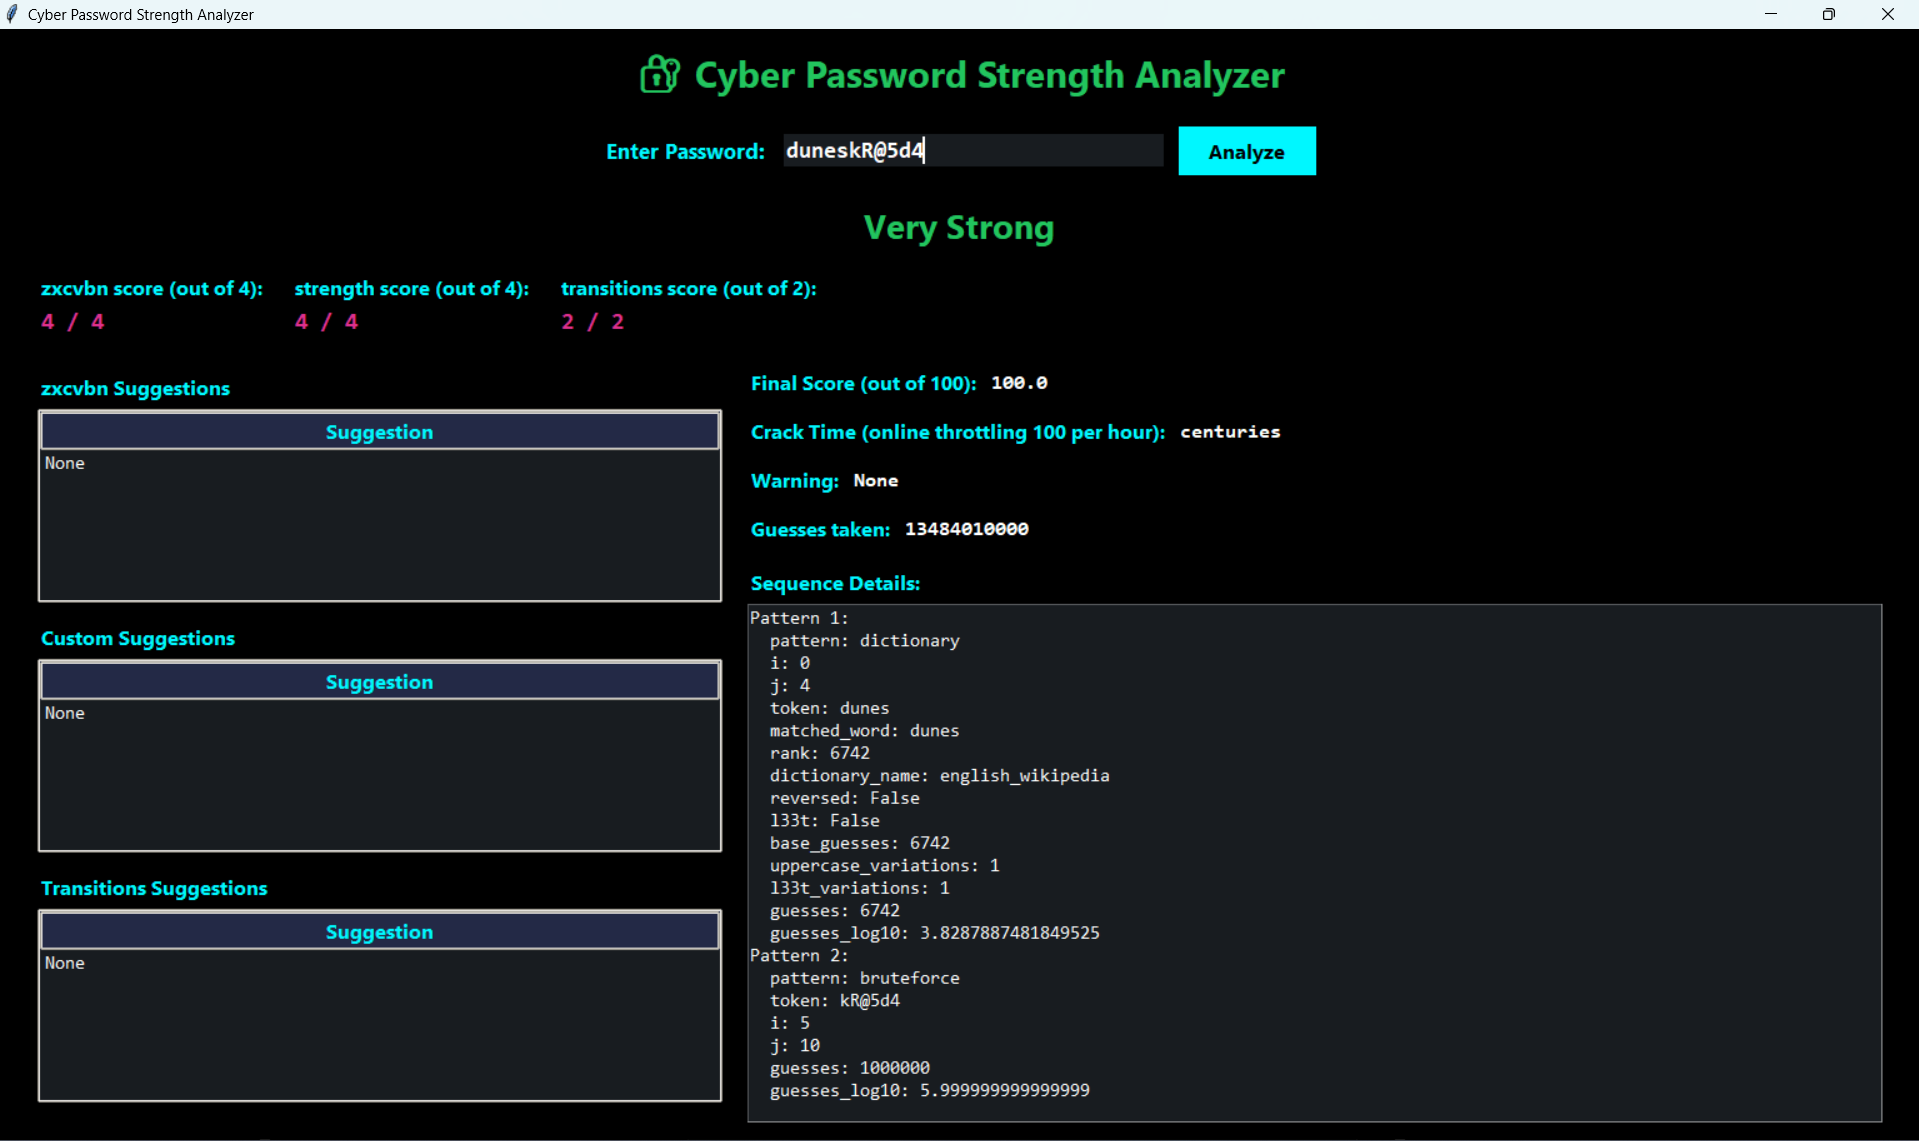 Cyber Password Strength Analyzer
Cyber Password Strength Analyzer
Enter Password: duneskR@5d4 Analyze
Very Strong
zxcvbn score (out of 4): strength score (out of 4): transitions score (out of 2):
4 / 4 4 / 4 2 / 2
zxcvbn Suggestions
Suggestion
None
Custom Suggestions
Suggestion
None
Transitions Suggestions
Suggestion
None
Final Score (out of 100): 100.0
Crack Time (online throttling 100 per hour): centuries
Warning: None
Guesses taken: 13484010000
Sequence Details:
Pattern 1:
pattern: dictionary
i: 0
j: 4
token: dunes
matched_word: dunes
rank: 6742
dictionary_name: english_wikipedia
reversed: False
l33t: False
base_guesses: 6742
uppercase_variations: 1
l33t_variations: 1
guesses: 6742
guesses_log10: 3.8287887481849525
Pattern 2:
pattern: bruteforce
token: kR@5d4
i: 5
j: 10
guesses: 1000000
guesses_log10: 5.999999999999999